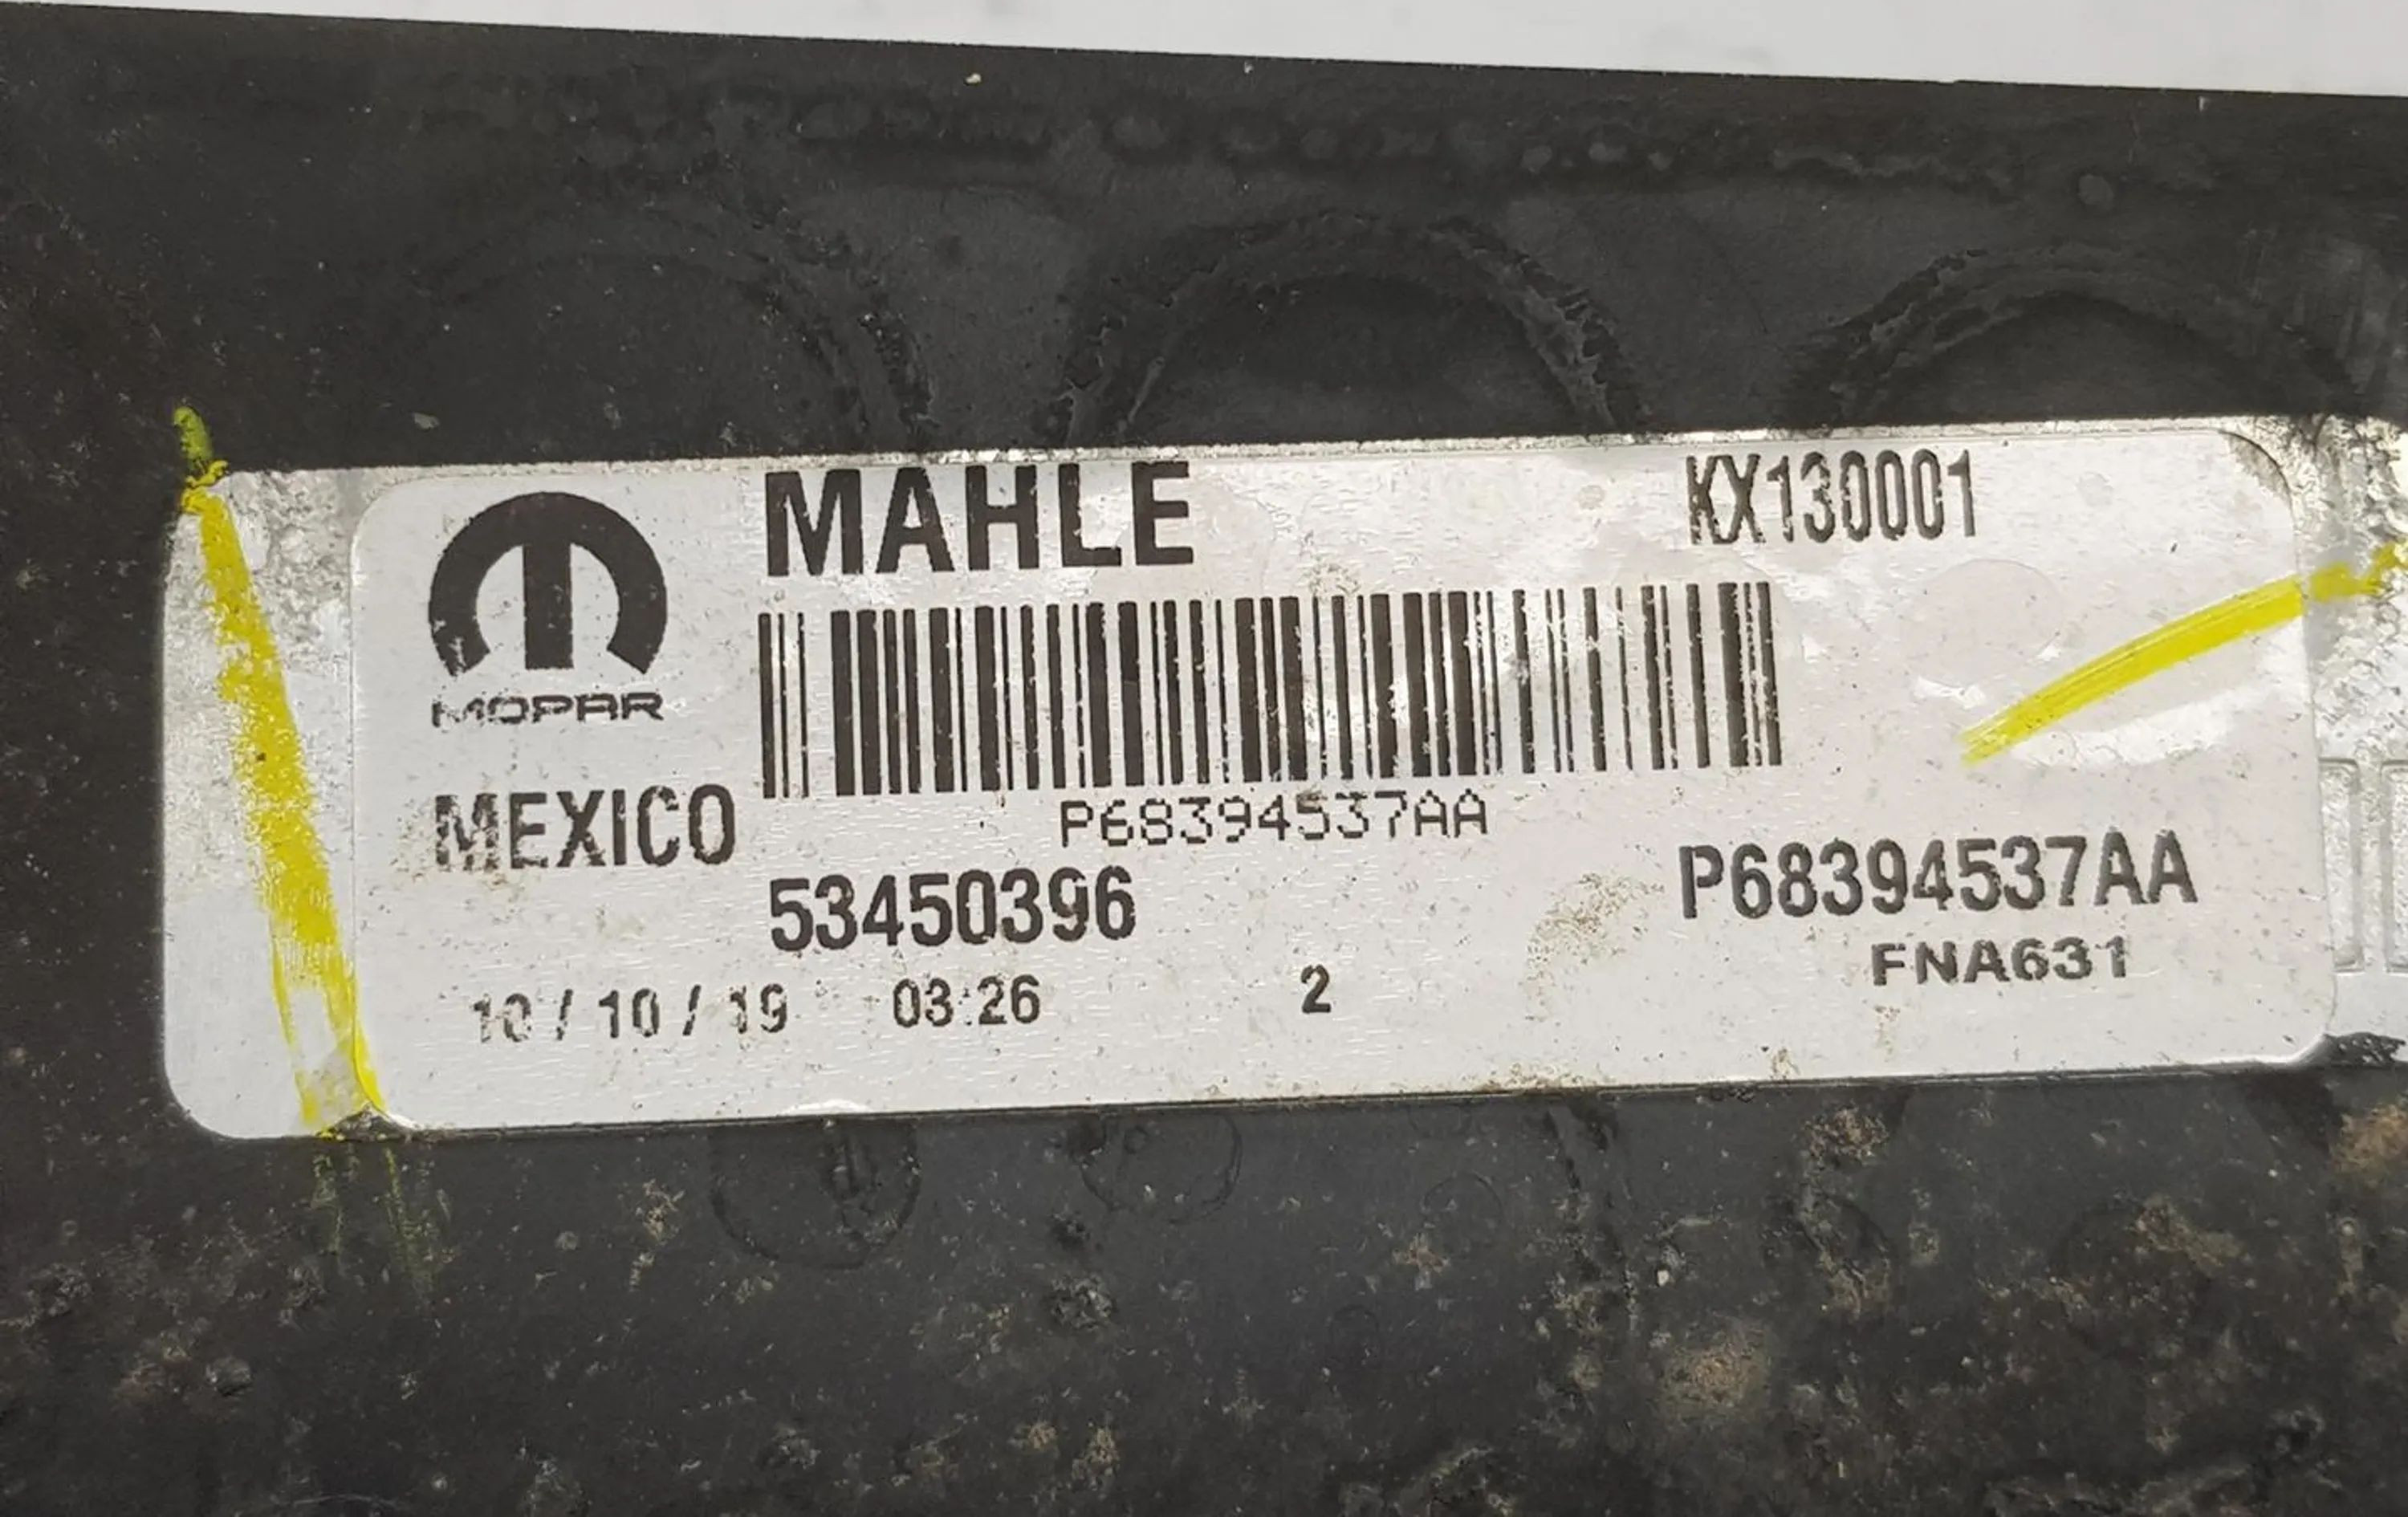 MAHLE KX130001
MOPAR
MEXICO
P68394537AA
53450396 P68394537AA
FNA631
10 / 10 / 19 03:26 2